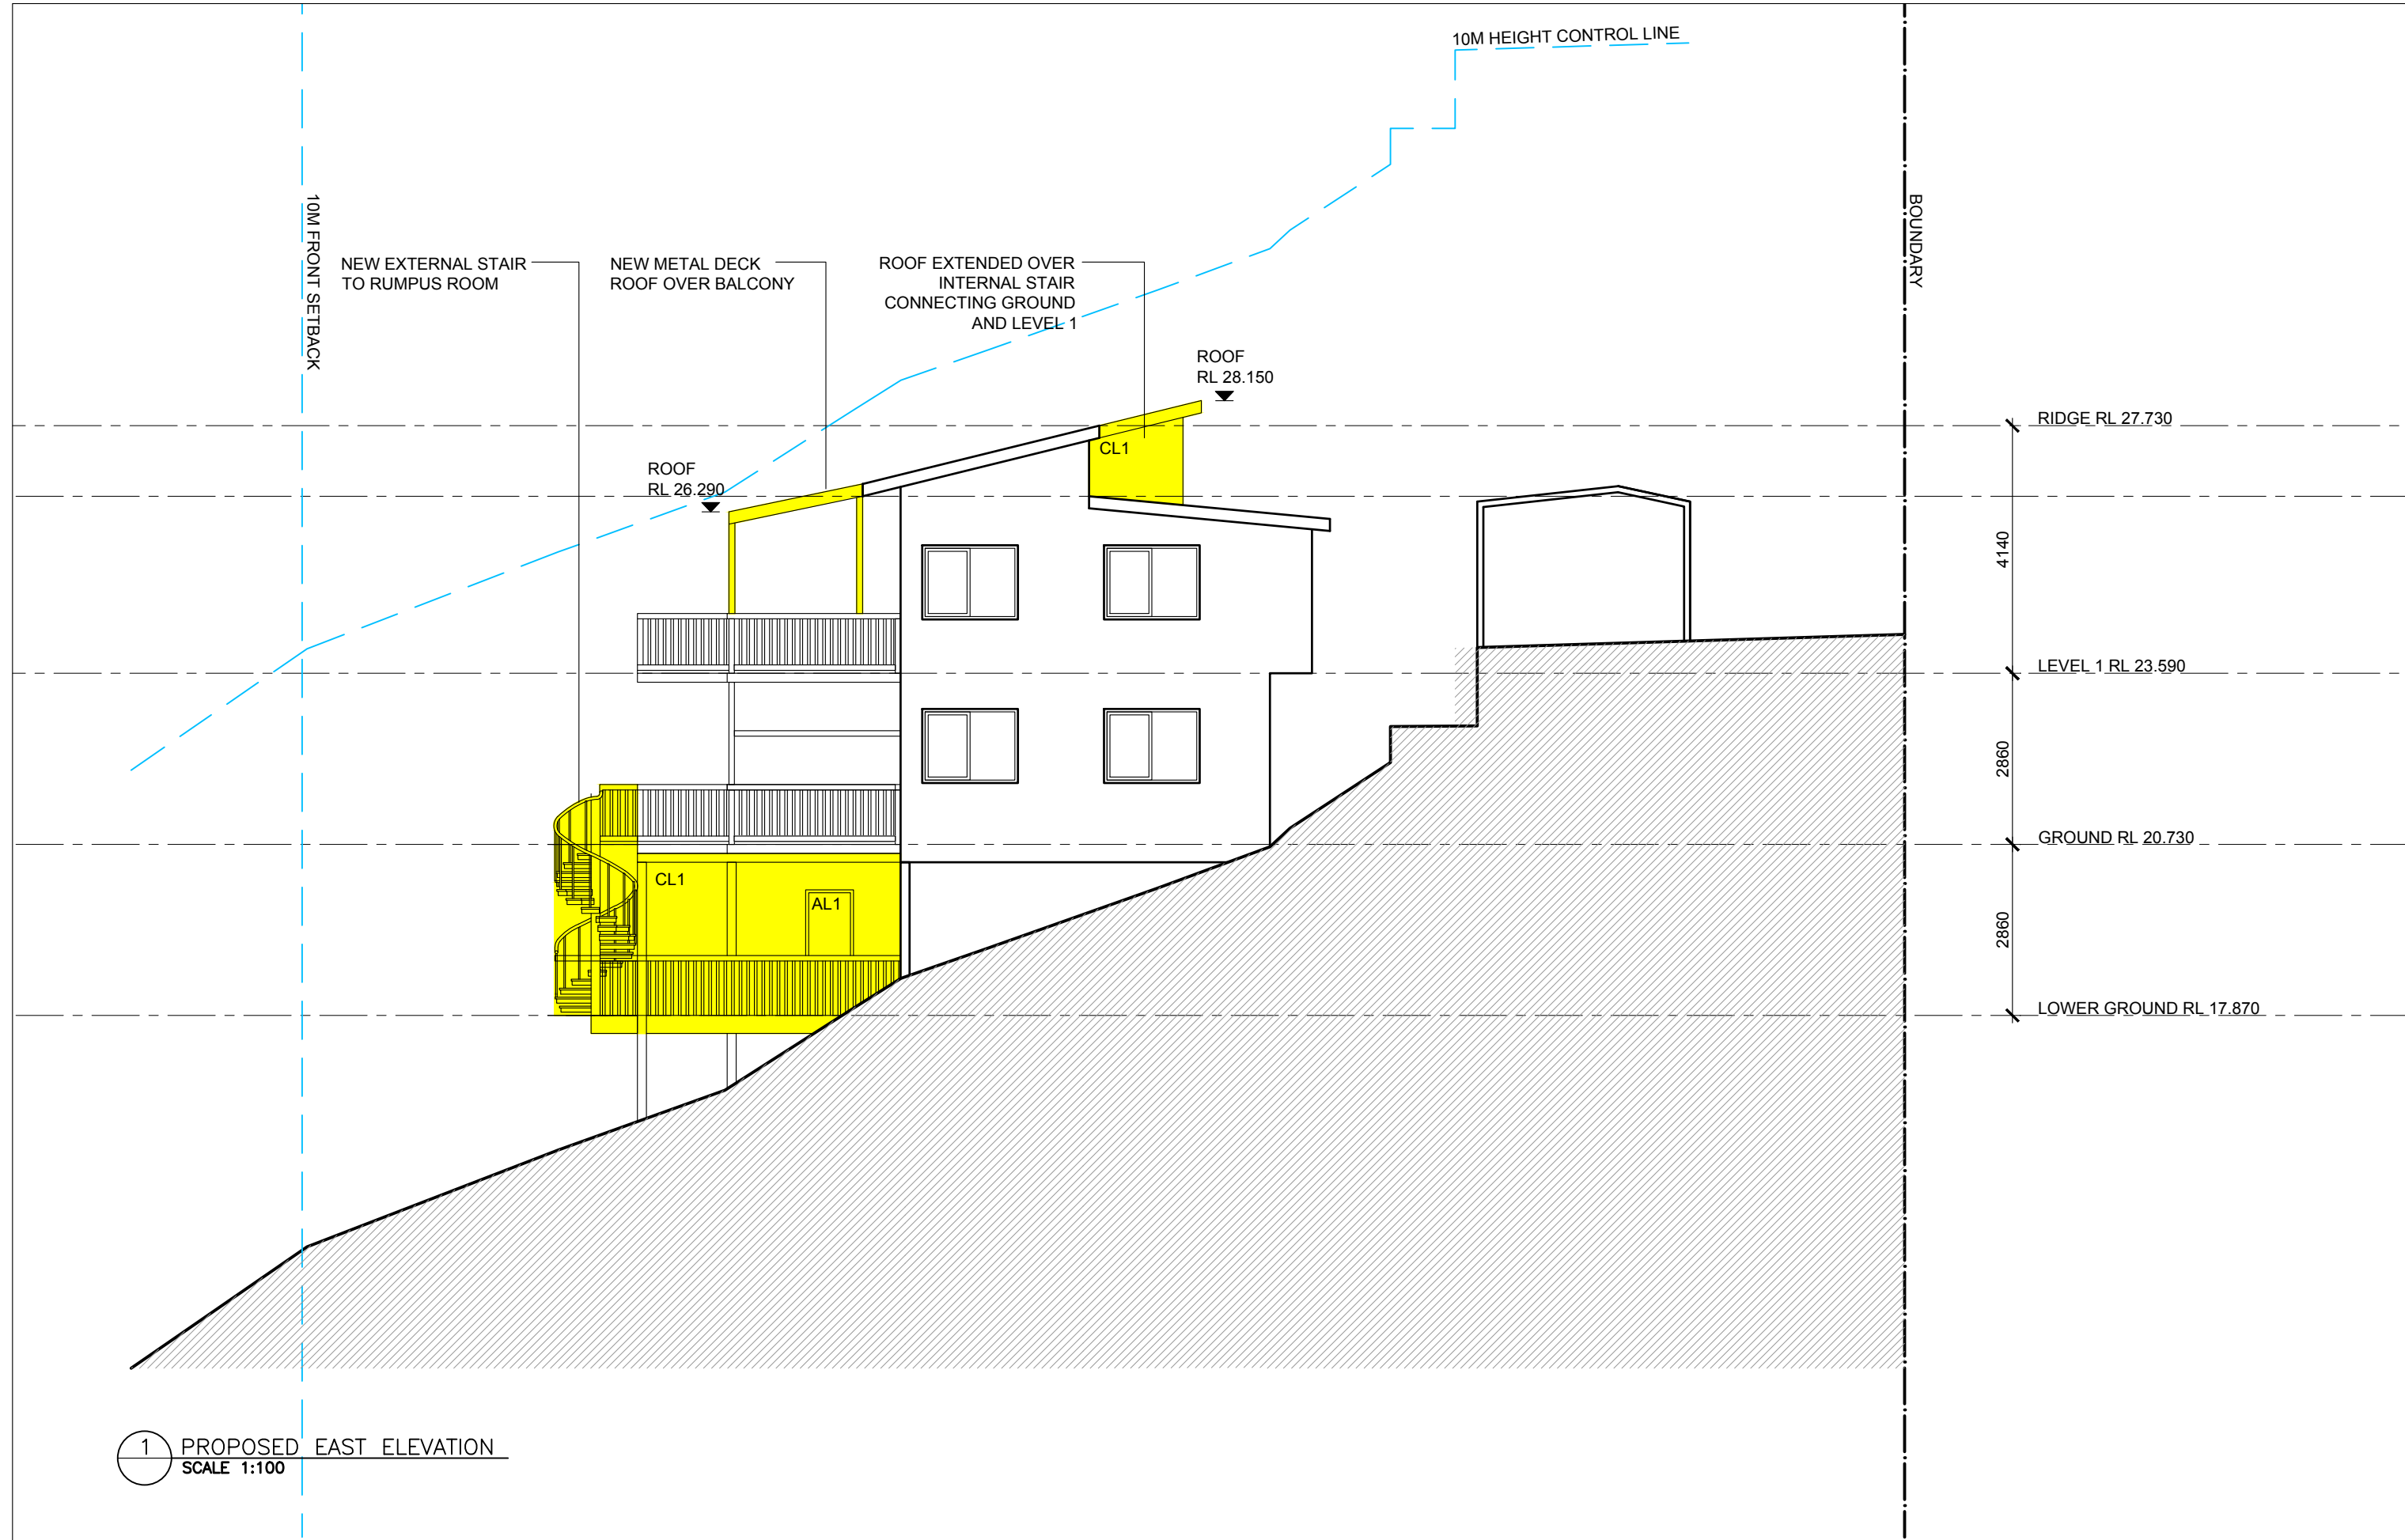 10M HEIGHT CONTROL LINE
10M FRONT SETBACK
BOUNDARY
NEW EXTERNAL STAIR
TO RUMPUS ROOM
NEW METAL DECK
ROOF OVER BALCONY
ROOF EXTENDED OVER
INTERNAL STAIR
CONNECTING GROUND
AND LEVEL 1
ROOF
RL 28.150
RIDGE RL 27.730
CL1
ROOF
RL 26.290
4140
LEVEL 1 RL 23.590
2860
GROUND RL 20.730
CL1
AL1
2860
LOWER GROUND RL 17.870
1
PROPOSED EAST ELEVATION
SCALE 1:100